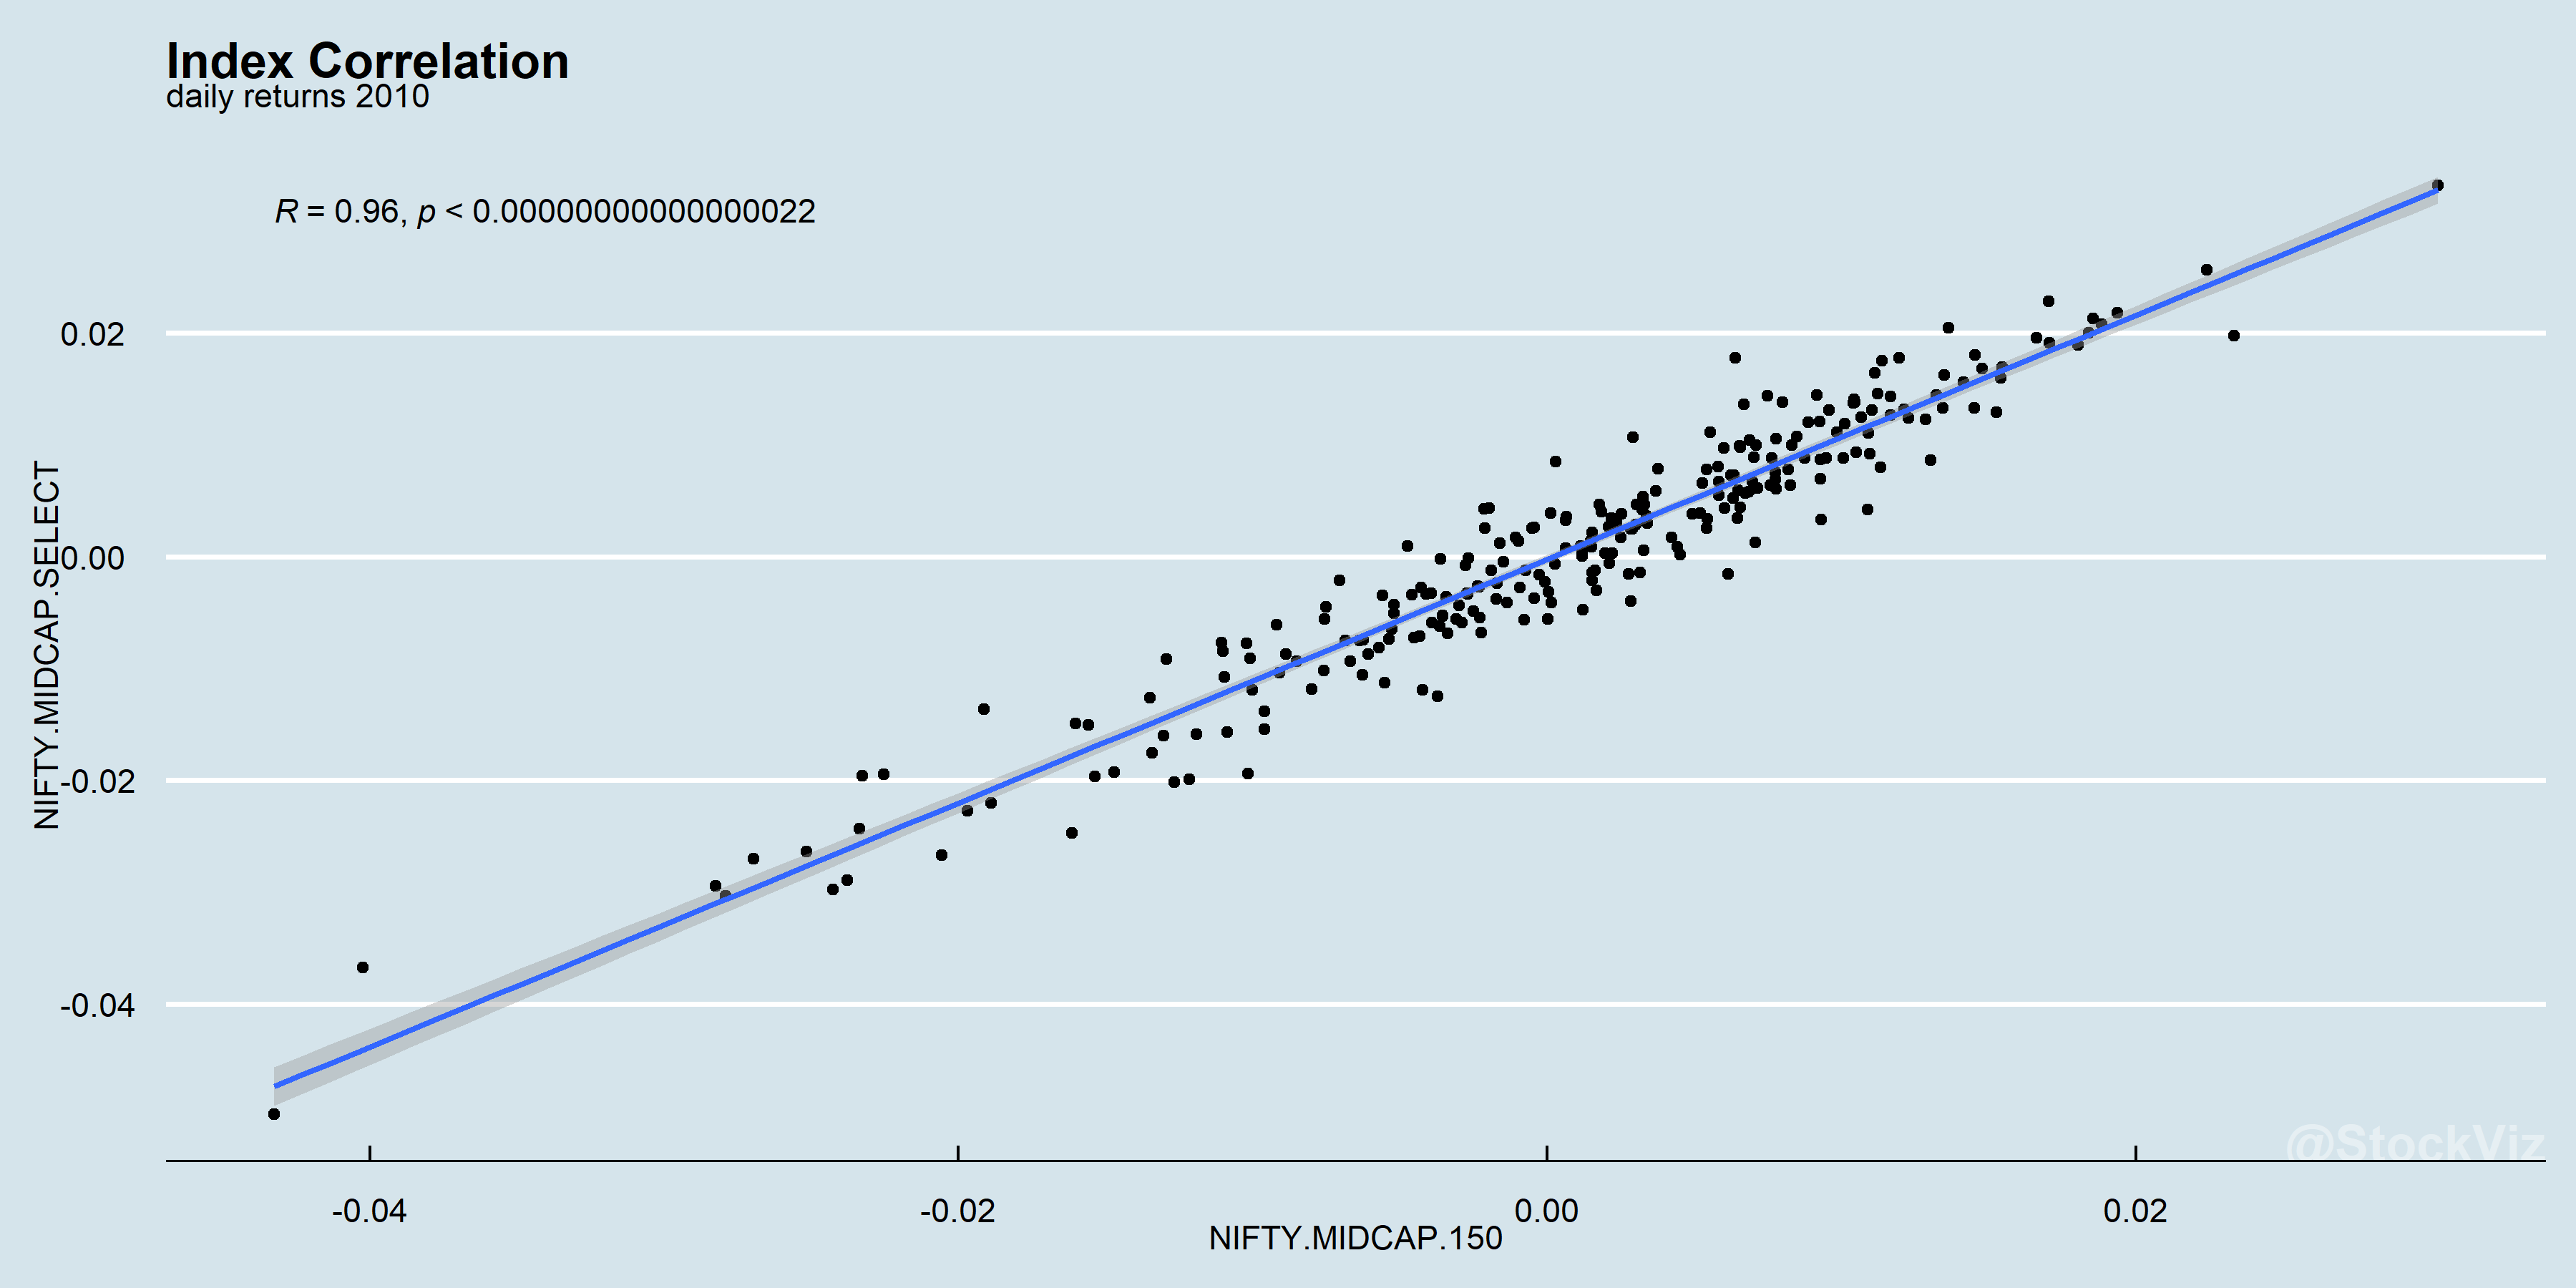 Index Correlation
daily returns 2010
R = 0.96, p < 0.00000000000000022
NIFTY.MIDCAP.SELECT
0.02
0.00
-0.02
-0.04
@StockViz
-0.04 -0.02 0.00 0.02
NIFTY.MIDCAP.150